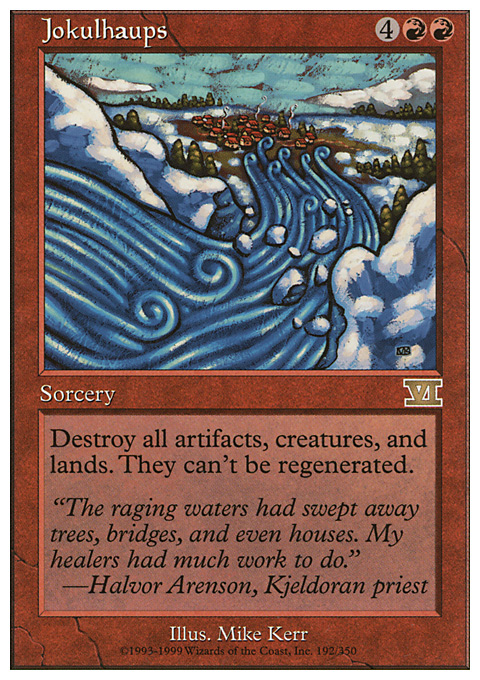 Jokulhaups 4
Sorcery VI
Destroy all artifacts, creatures, and
lands. They can't be regenerated.
“The raging waters had swept away
trees, bridges, and even houses. My
healers had much work to do.”
—Halvor Arenson, Kjeldoran priest
Illus. Mike Kerr
©1993-1999 Wizards of the Coast, Inc. 192/350